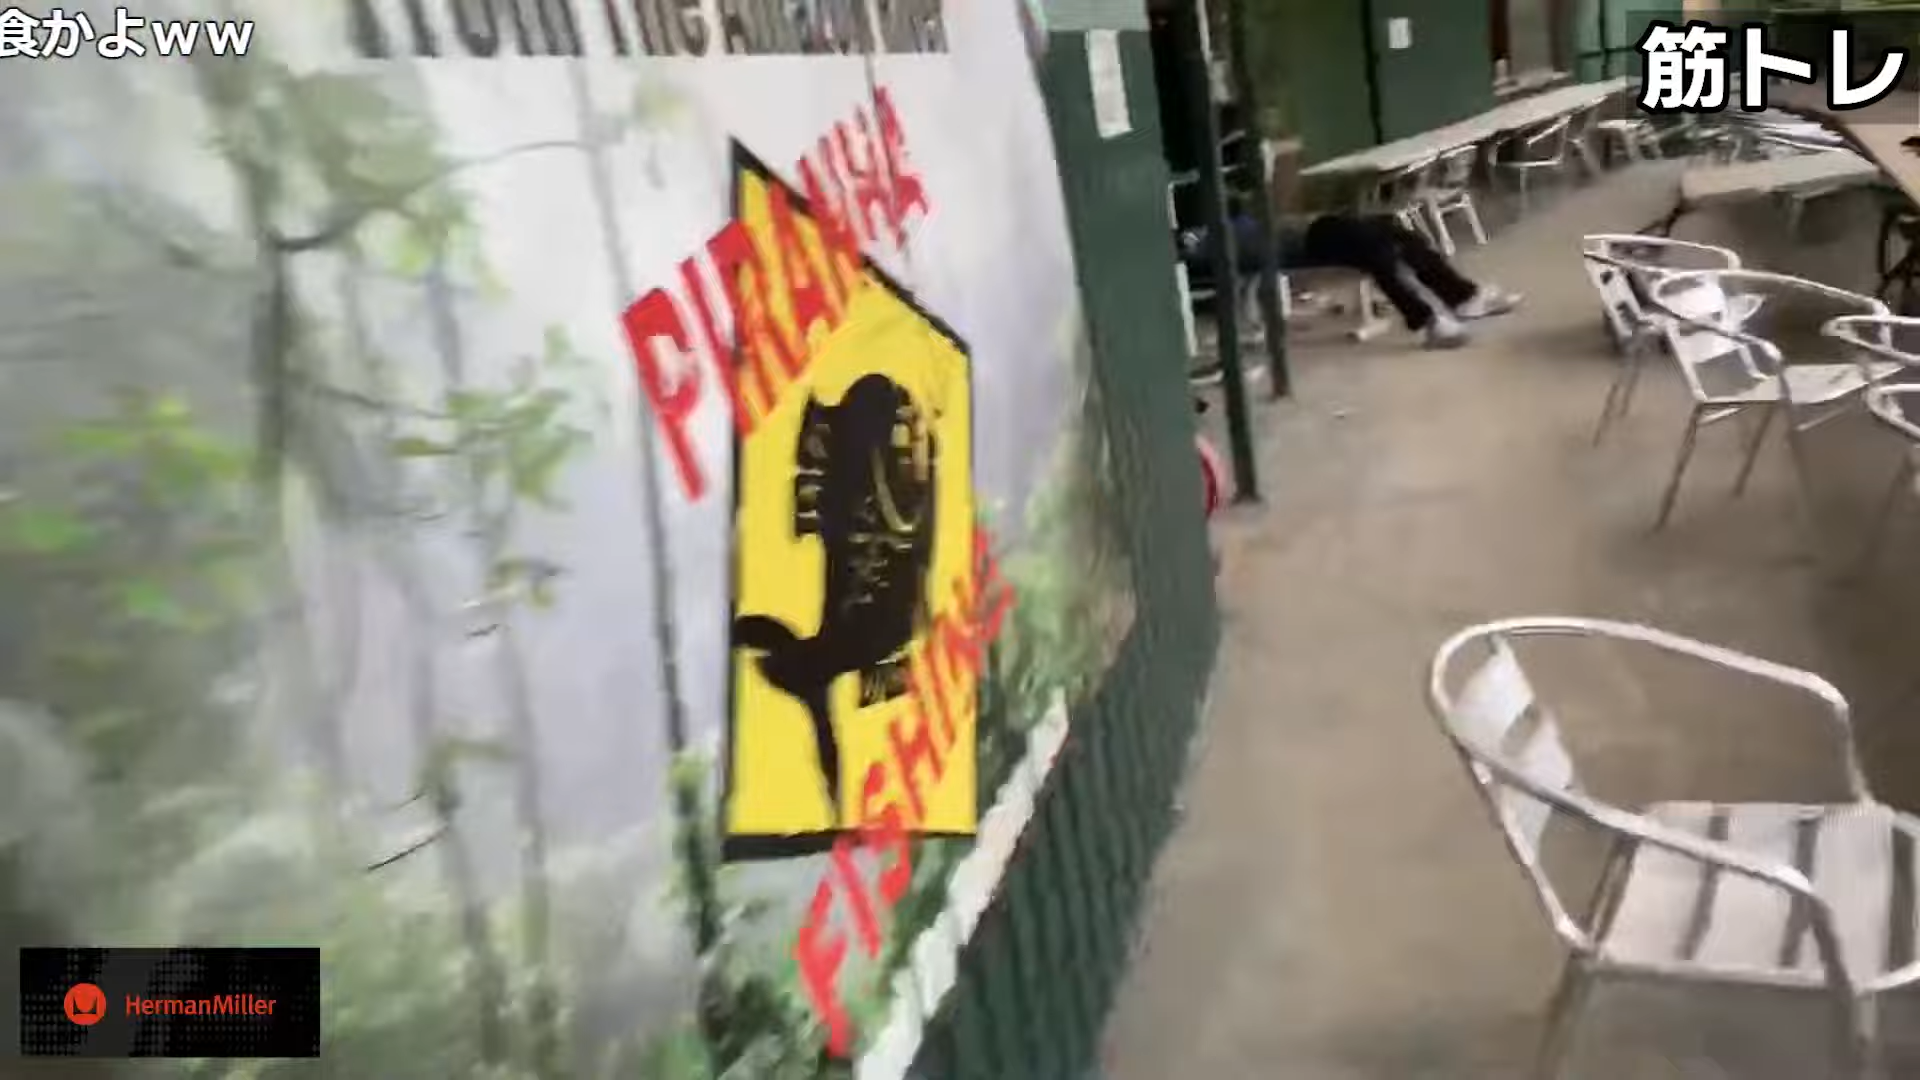 食かよｗｗ
筋トレ
PIRANHA
FISHING
HermanMiller